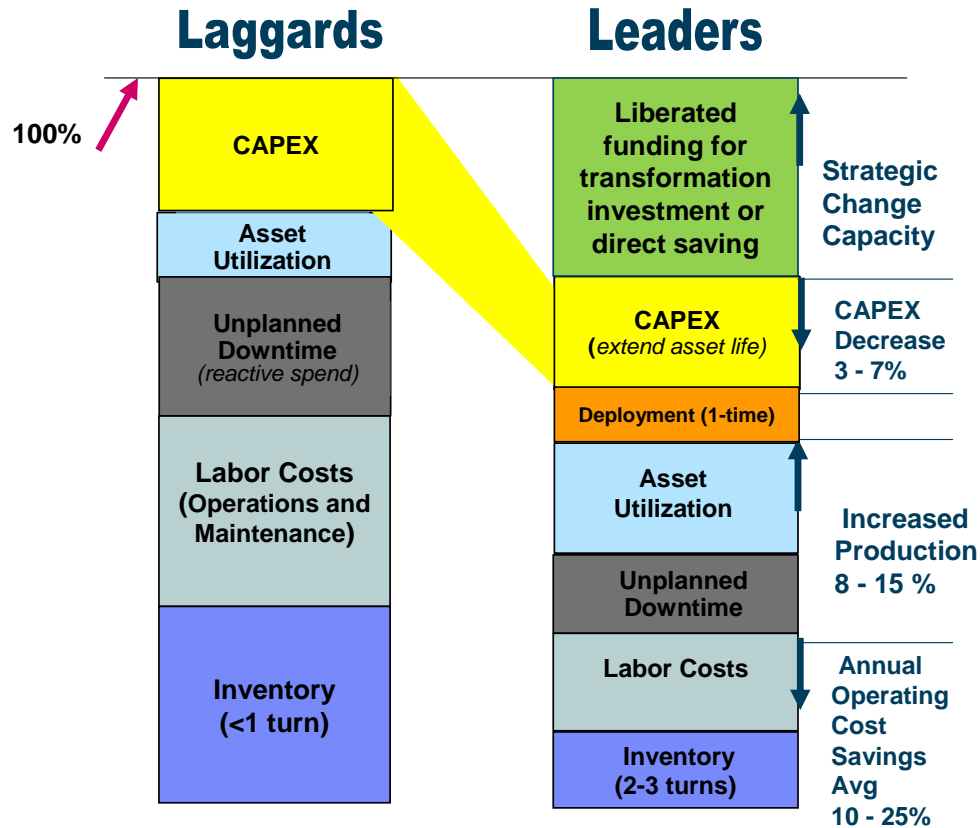 Laggards
Leaders
100%
CAPEX
Asset
Utilization
Unplanned
Downtime
(reactive spend)
Labor Costs
(Operations and
Maintenance)
Inventory
(<1 turn)
Liberated
funding for
transformation
investment or
direct saving
CAPEX
(extend asset life)
Deployment (1-time)
Asset
Utilization
Unplanned
Downtime
Labor Costs
Inventory
(2-3 turns)
Strategic
Change
Capacity
CAPEX
Decrease
3 - 7%
Increased
Production
8 - 15 %
Annual
Operating
Cost
Savings
Avg
10 - 25%